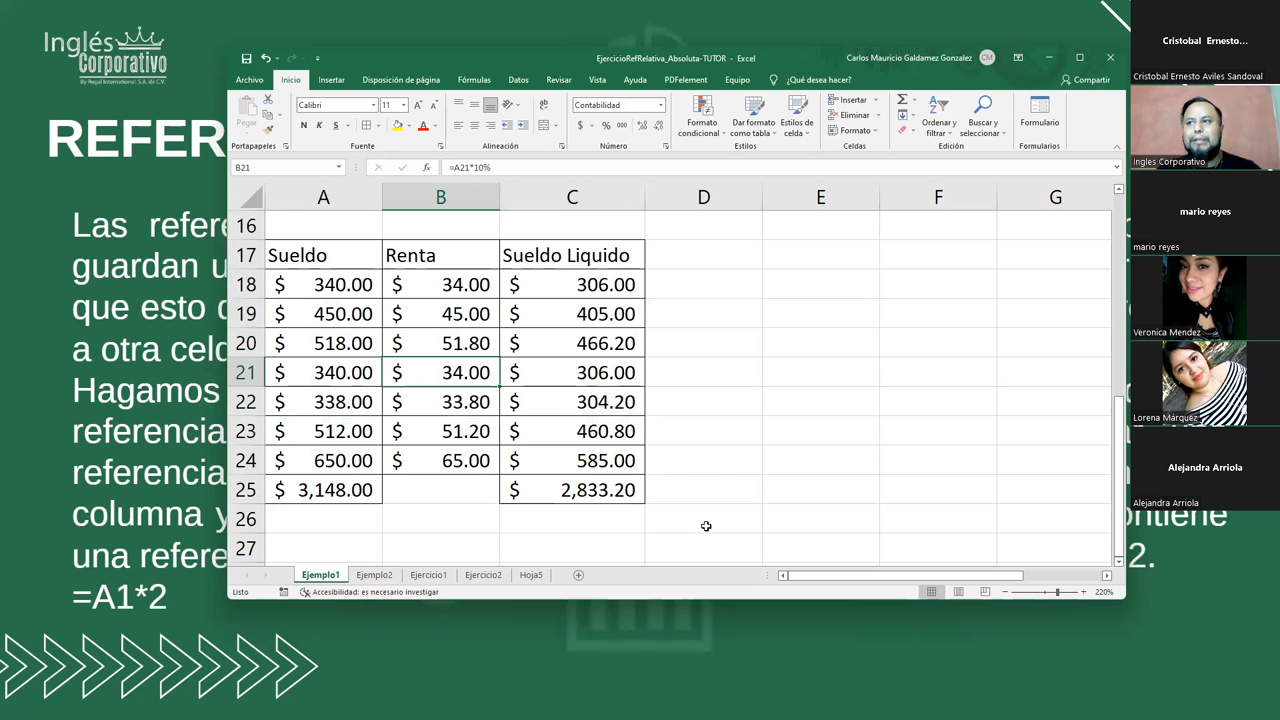 Inglés
Corporativo
By Regal International, S.A. de C.V.
REFER
Las refere
guardan u
que esto d
a otra celd
Hagamos
referencia
referencia
columna y
una refere
=A1*2
ontiene
2.
EjercicioRefRelativa_Absoluta-TUTOR - Excel
Carlos Mauricio Galdamez Gonzalez
CM
Archivo Inicio Insertar Disposición de página Fórmulas Datos Revisar Vista Ayuda PDFelement Equipo ¿Qué desea hacer? Compartir
Pegar
Calibri 11
N K S
Contabilidad
$ % 000
Formato condicional
Dar formato como tabla
Estilos de celda
Insertar
Eliminar
Formato
Ordenar y filtrar
Buscar y seleccionar
Formulario
Portapapeles Fuente Alineación Número Estilos Celdas Edición Formularios
B21 fx =A21*10%
A B C D E F G
16
17 Sueldo Renta Sueldo Liquido
18 $ 340.00 $ 34.00 $ 306.00
19 $ 450.00 $ 45.00 $ 405.00
20 $ 518.00 $ 51.80 $ 466.20
21 $ 340.00 $ 34.00 $ 306.00
22 $ 338.00 $ 33.80 $ 304.20
23 $ 512.00 $ 51.20 $ 460.80
24 $ 650.00 $ 65.00 $ 585.00
25 $ 3,148.00 $ 2,833.20
26
27
Ejemplo1 Ejemplo2 Ejercicio1 Ejercicio2 Hoja5
Listo Accesibilidad: es necesario investigar 220%
Cristobal Ernesto...
Cristobal Ernesto Aviles Sandoval
Ingles Corporativo
mario reyes
mario reyes
Veronica Mendez
Lorena Márquez
Alejandra Arriola
Alejandra Arriola